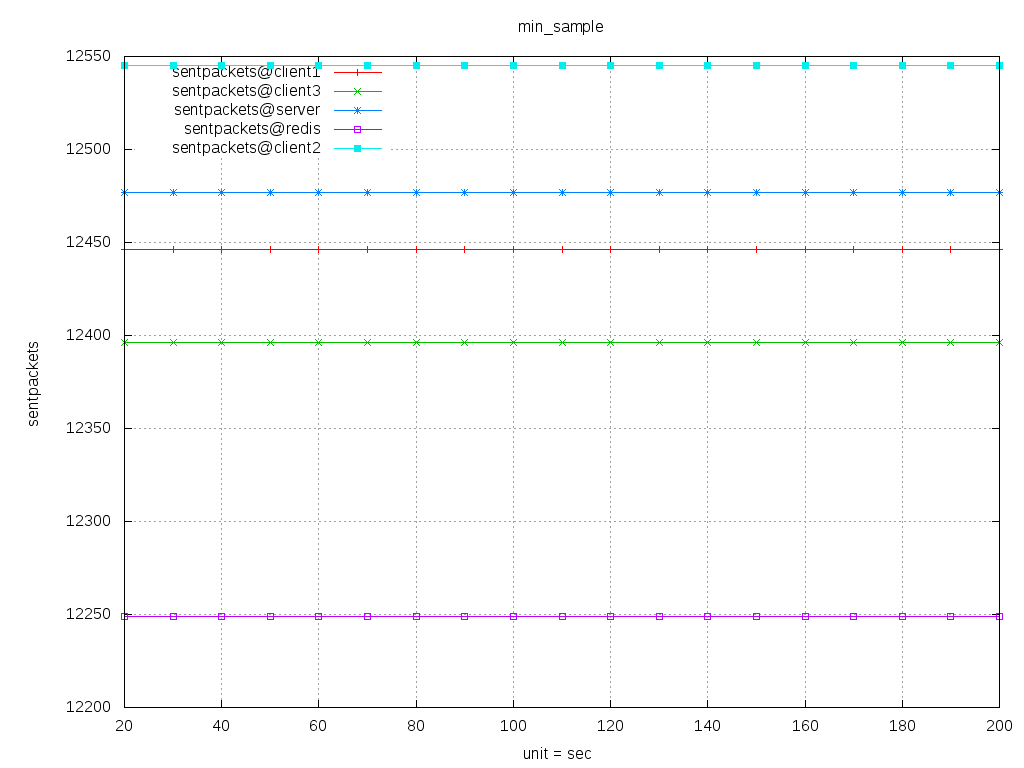 min_sample
12550
12500
12450
12400
12350
12300
12250
12200
sentpackets
sentpackets@client1
sentpackets@client3
sentpackets@server
sentpackets@redis
sentpackets@client2
20 40 60 80 100 120 140 160 180 200
unit = sec